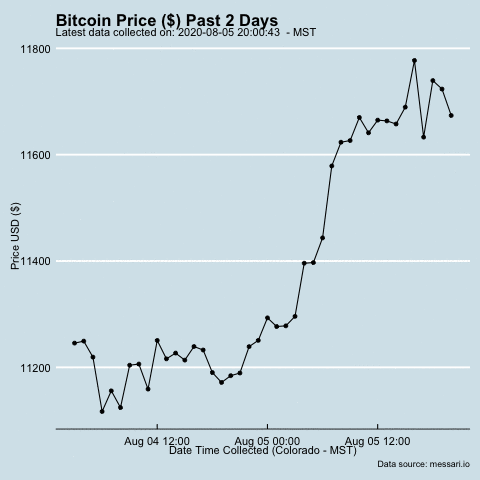 Bitcoin Price ($) Past 2 Days
Latest data collected on: 2020-08-05 20:00:43  - MST
11800
11600
11400
11200
Price USD ($)
Aug 04 12:00 Aug 05 00:00 Aug 05 12:00
Date Time Collected (Colorado - MST)
Data source: messari.io